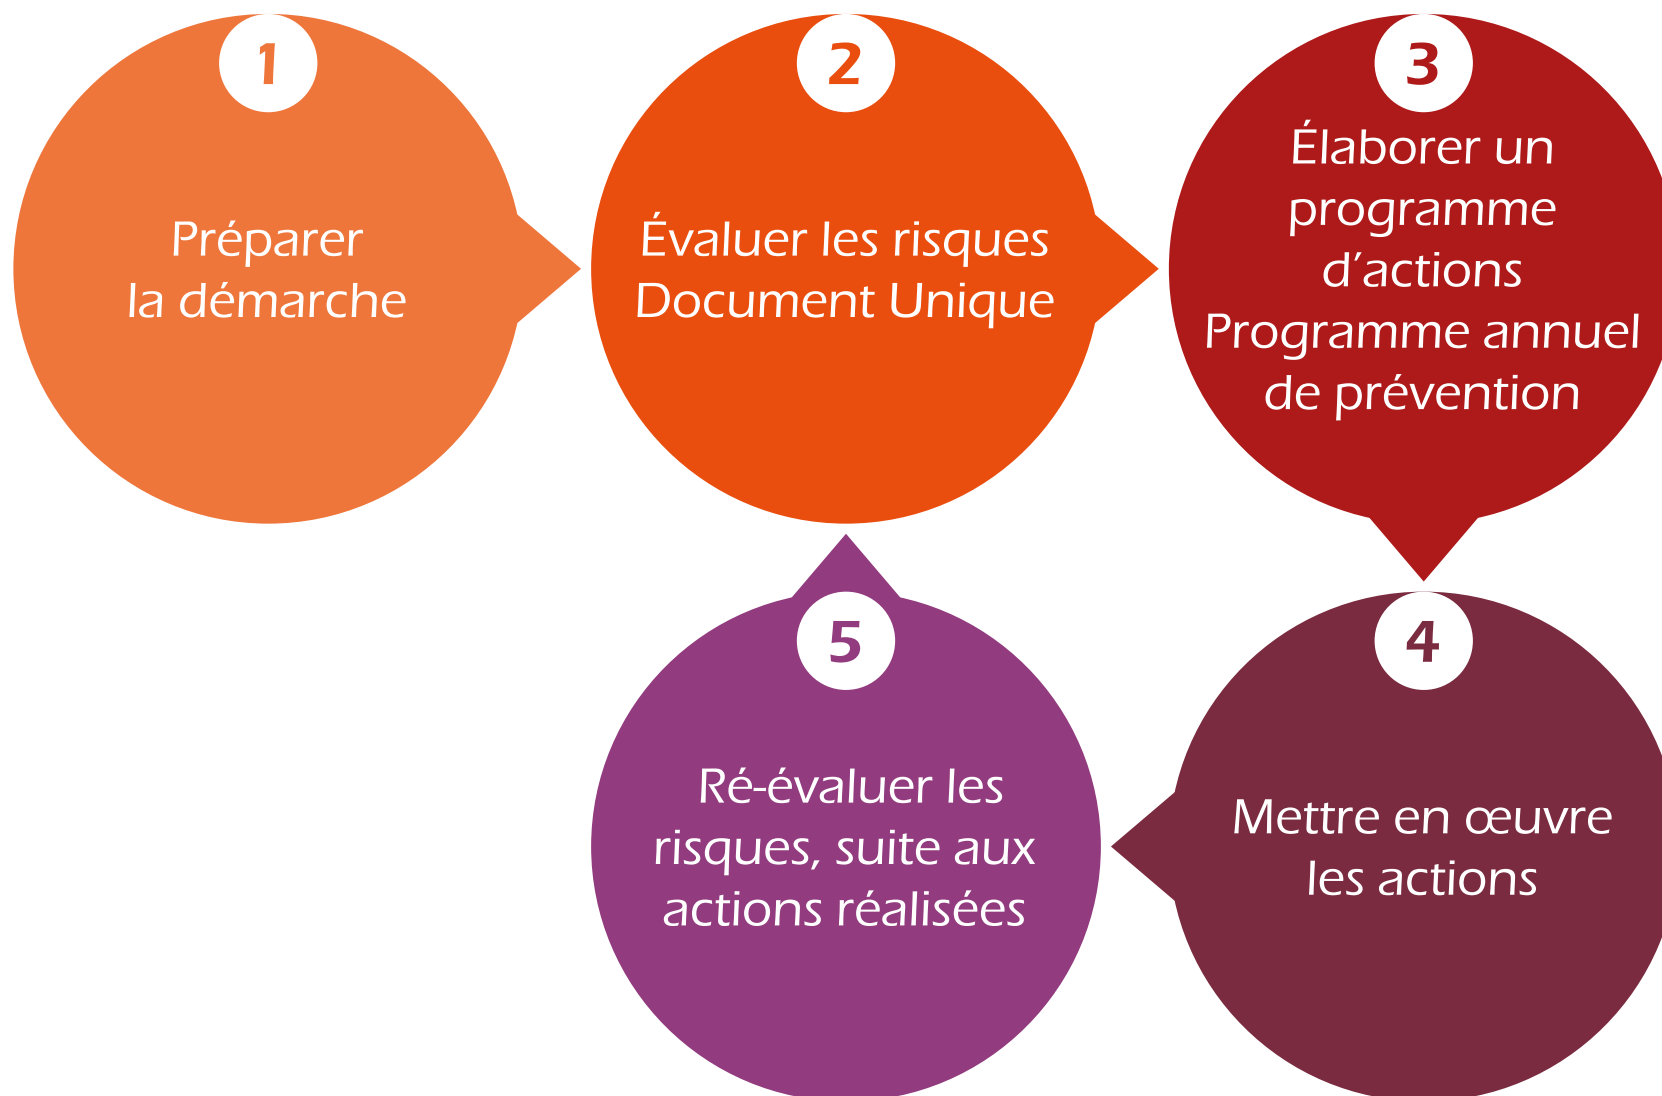 1
Préparer
la démarche
2
Évaluer les risques
Document Unique
3
Élaborer un
programme
d’actions
Programme annuel
de prévention
4
Mettre en œuvre
les actions
5
Ré-évaluer les
risques, suite aux
actions réalisées